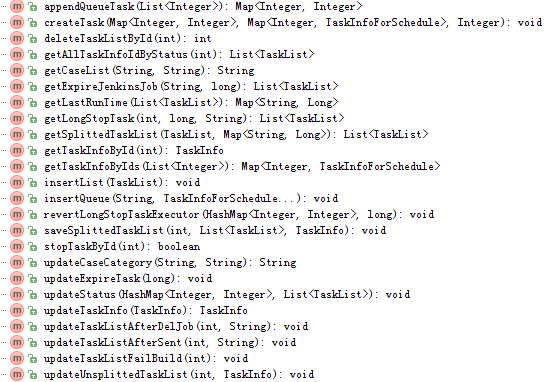 m appendQueueTask(List<Integer>): Map<Integer, Integer>
m createTask(Map<Integer, Integer>, Map<Integer, TaskInfoForSchedule>, Integer): void
m deleteTaskListById(int): int
m getAllTaskInfoIdByStatus(int): List<TaskList>
m getCaseList(String, String): String
m getExpireJenkinsJob(String, long): List<TaskList>
m getLastRunTime(List<TaskList>): Map<String, Long>
m getLongStopTask(int, long, String): List<TaskList>
m getSplittedTaskList(TaskList, Map<String, Long>): List<TaskList>
m getTaskInfoById(int): TaskInfo
m getTaskInfoByIds(List<Integer>): Map<Integer, TaskInfoForSchedule>
m insertList(TaskList): void
m insertQueue(String, TaskInfoForSchedule...): void
m revertLongStopTaskExecutor(HashMap<Integer, Integer>, long): void
m saveSplittedTaskList(int, List<TaskList>, TaskInfo): void
m stopTaskById(int): boolean
m updateCaseCategory(String, String): String
m updateExpireTask(long): void
m updateStatus(HashMap<Integer, Integer>, List<TaskList>): void
m updateTaskInfo(TaskInfo): TaskInfo
m updateTaskListAfterDelJob(int, String): void
m updateTaskListAfterSent(int, String): void
m updateTaskListFailBuild(int): void
m updateUnsplittedTaskList(int, TaskInfo): void